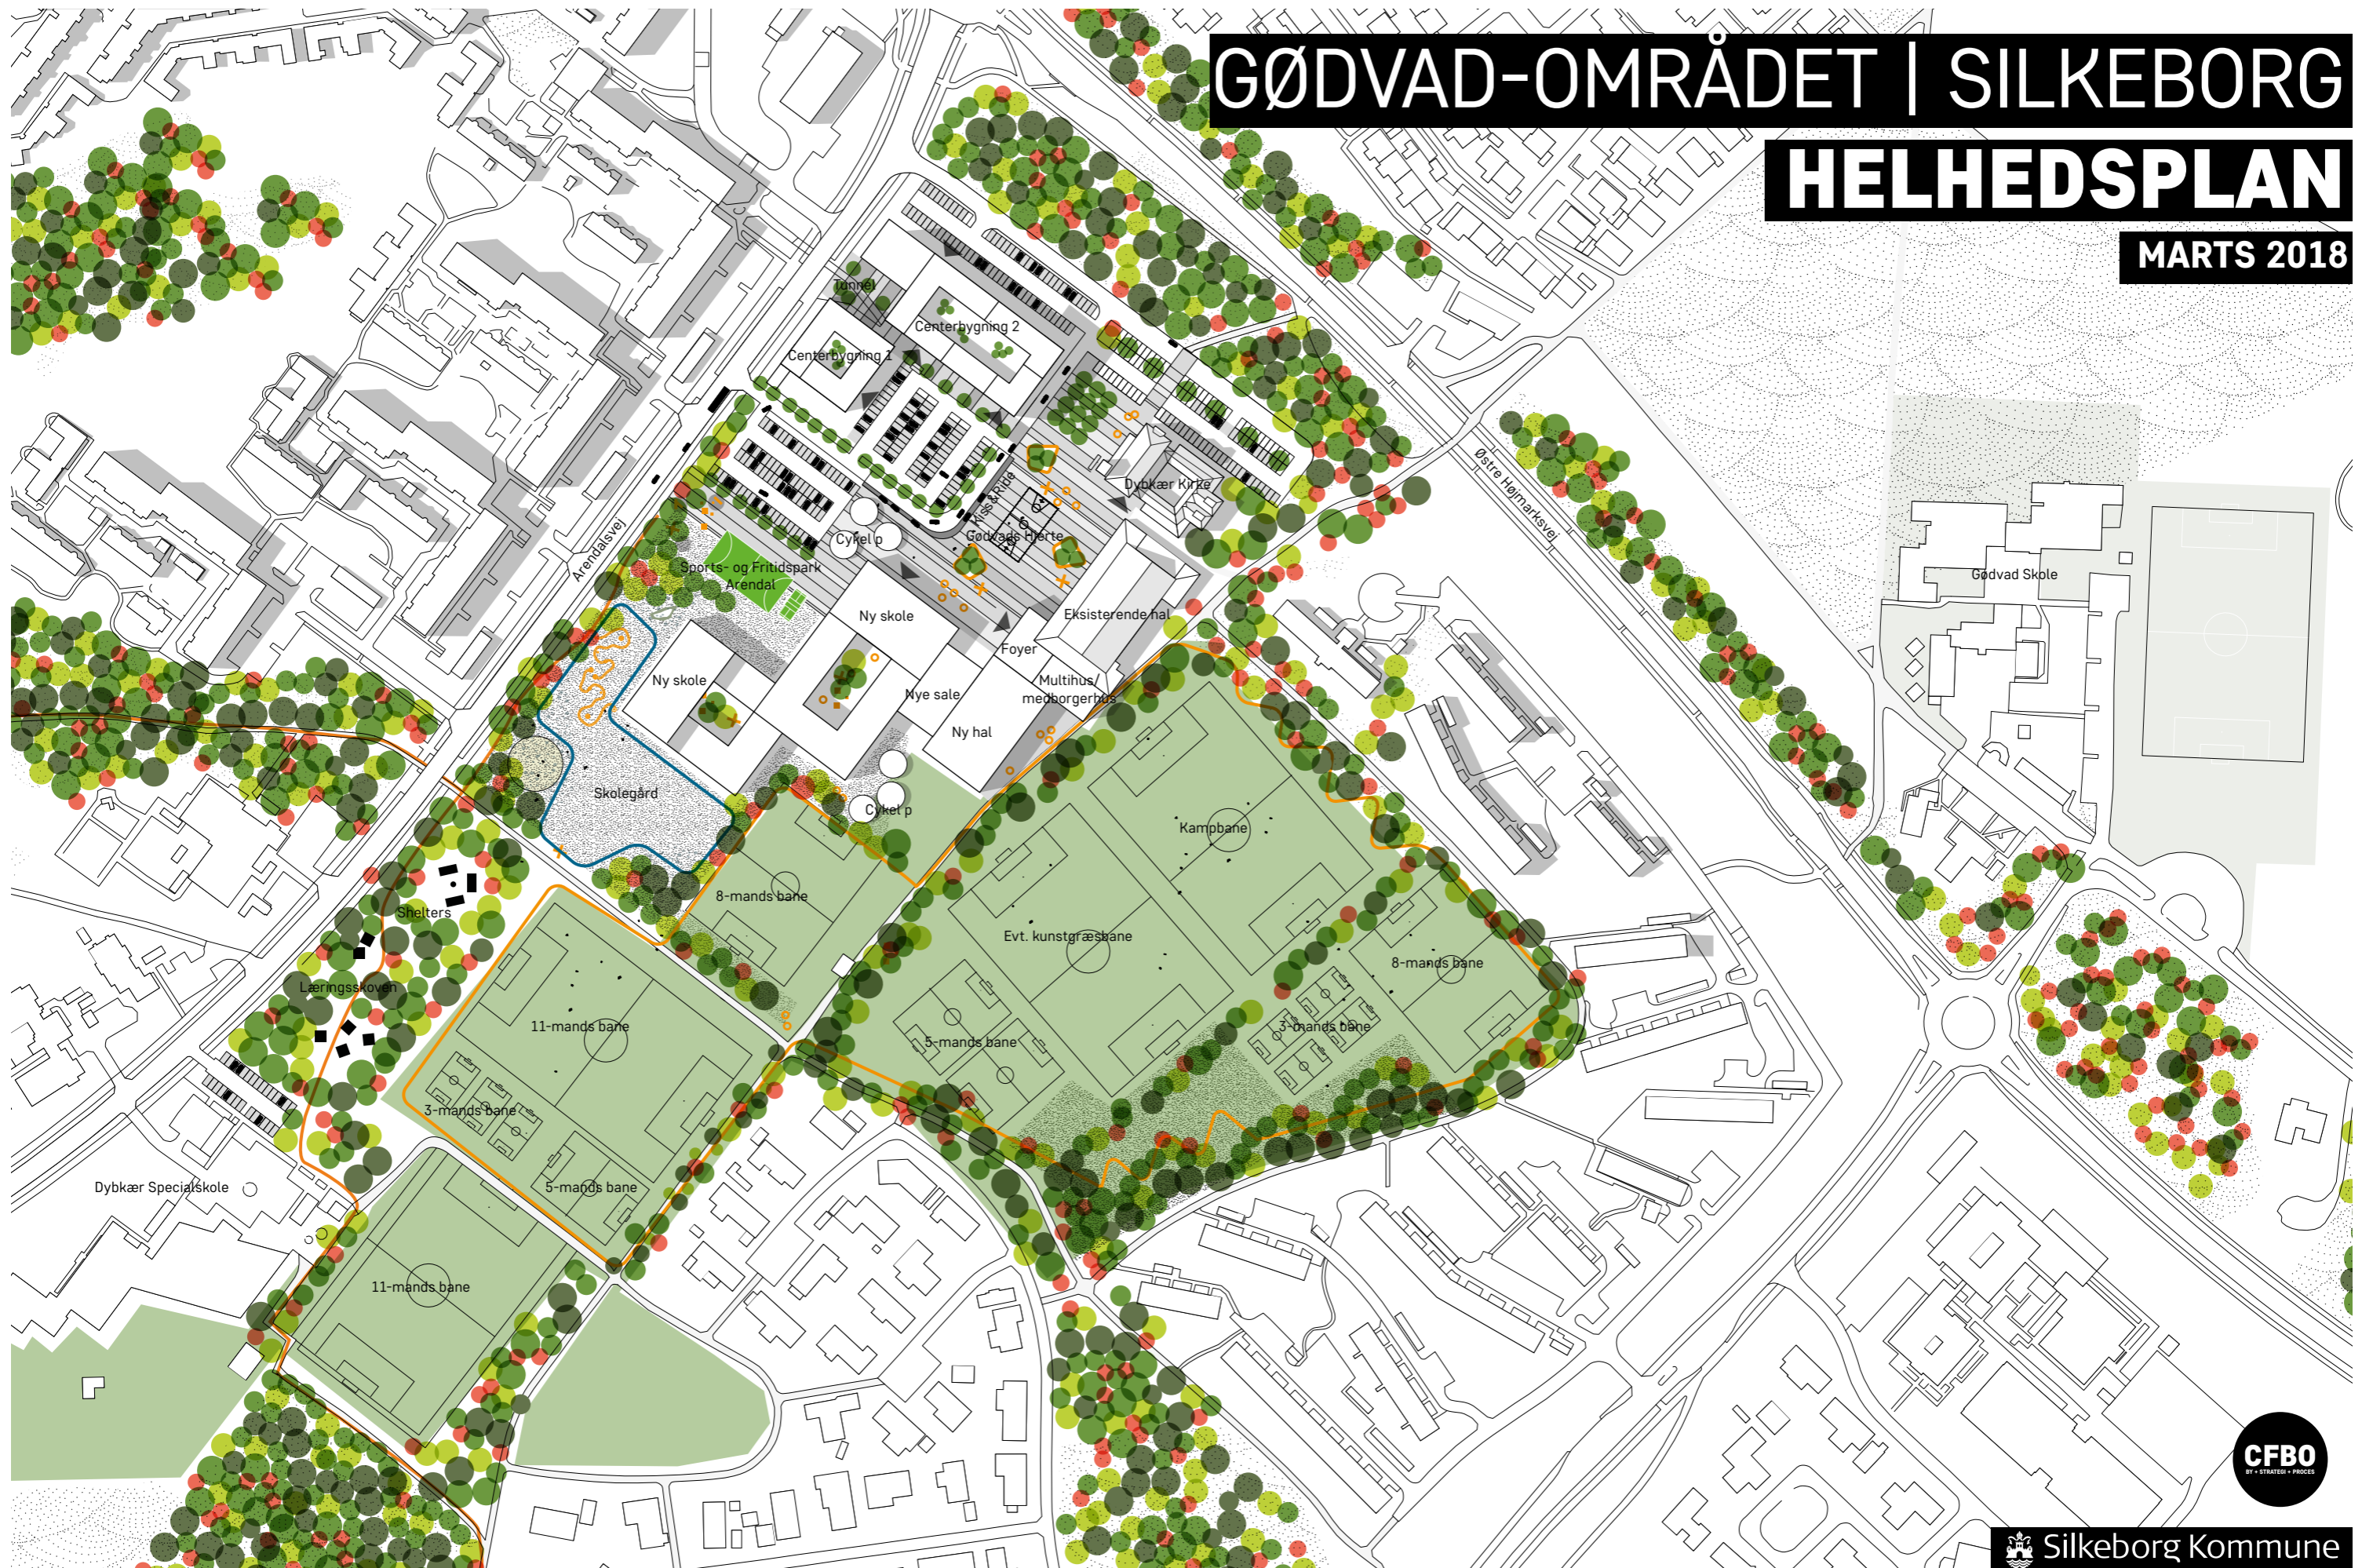 GØDVAD-OMRÅDET | SILKEBORG
HELHEDSPLAN
MARTS 2018
Tunnel
Centerbygning 2
Centerbygning 1
Østre Højmarksvej
Dybkær Kirke
Kiss&Ride
Arendalsvej
Cykel p
Gødvads Hjerte
Sports- og Fritidspark
Arendal
Gødvad Skole
Ny skole
Eksisterende hal
Foyer
Ny skole
Multihus/
medborgerhus
Nye sale
Ny hal
Skolegård
Cykel p
Kampbane
8-mands bane
Shelters
Evt. kunstgræsbane
8-mands bane
Læringsskoven
11-mands bane
3-mands bane
5-mands bane
3-mands bane
Dybkær Specialskole
5-mands bane
11-mands bane
CFBO
BY + STRATEGI + PROCES
Silkeborg Kommune